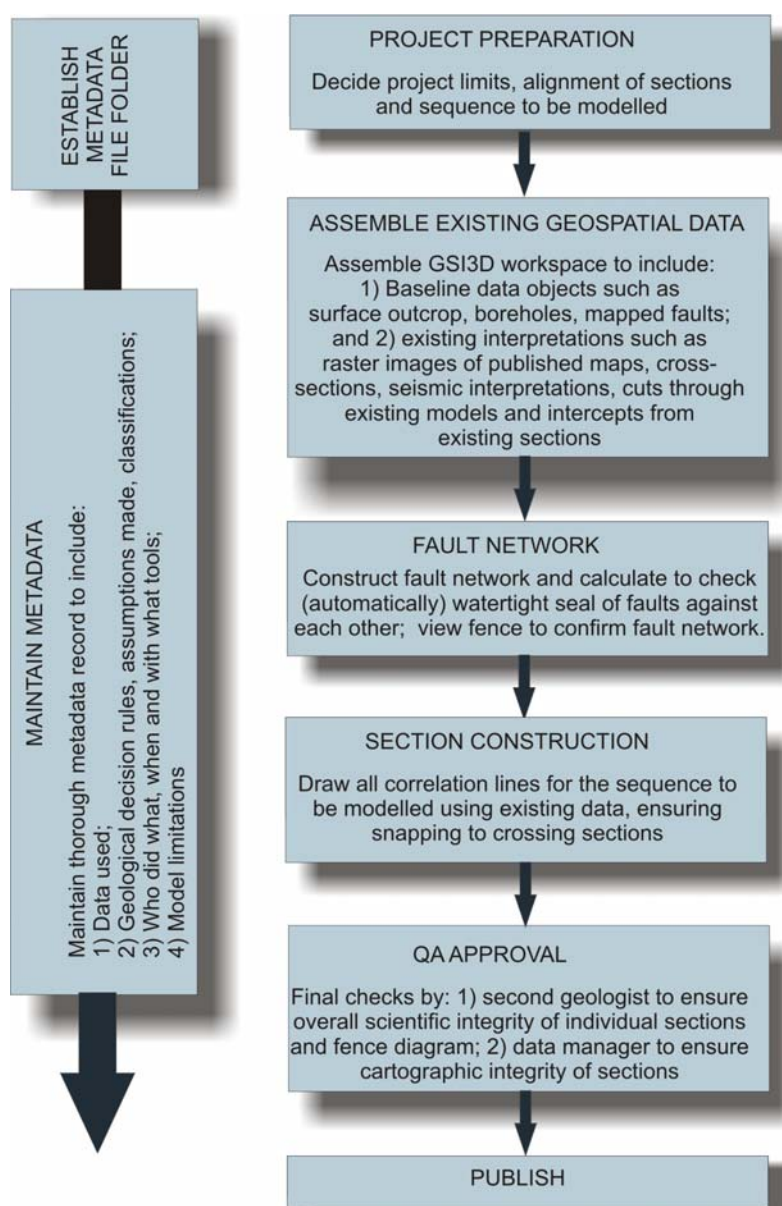 ESTABLISH
METADATA
FILE FOLDER
MAINTAIN METADATA
Maintain thorough metadata record to include:
1) Data used;
2) Geological decision rules, assumptions made, classifications;
3) Who did what, when and with what tools;
4) Model limitations
PROJECT PREPARATION
Decide project limits, alignment of sections
and sequence to be modelled
ASSEMBLE EXISTING GEOSPATIAL DATA
Assemble GSI3D workspace to include:
1) Baseline data objects such as
surface outcrop, boreholes, mapped faults;
and 2) existing interpretations such as
raster images of published maps, cross-
sections, seismic interpretations, cuts through
existing models and intercepts from
existing sections
FAULT NETWORK
Construct fault network and calculate to check
(automatically) watertight seal of faults against
each other; view fence to confirm fault network.
SECTION CONSTRUCTION
Draw all correlation lines for the sequence to
be modelled using existing data, ensuring
snapping to crossing sections
QA APPROVAL
Final checks by: 1) second geologist to ensure
overall scientific integrity of individual sections
and fence diagram; 2) data manager to ensure
cartographic integrity of sections
PUBLISH